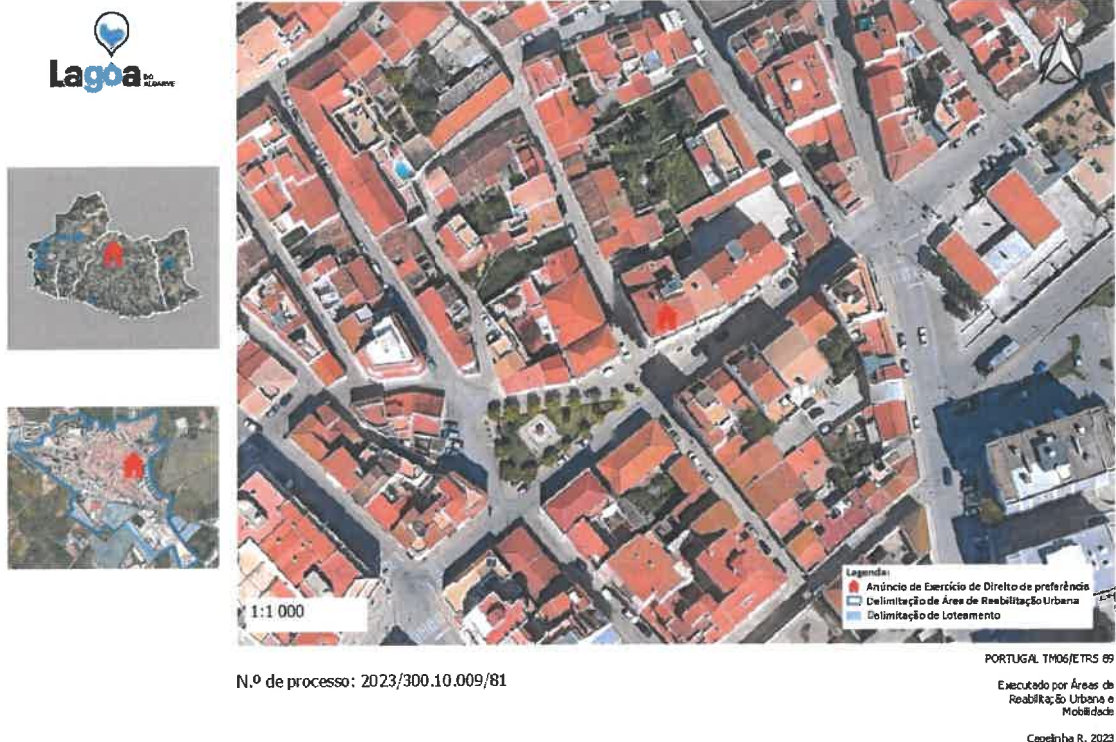 Lagoa DO
ALGARVE
1:1 000
Legenda:
Anúncio de Exercício de Direito de preferência
Delimitação de Área de Reabilitação Urbana
Delimitação de Loteamento
N.º de processo: 2023/300.10.009/81
PORTUGAL TM06/ETRS 89
Executado por Áreas de
Reabilitação Urbana e
Mobilidade
Capelinha R. 2023